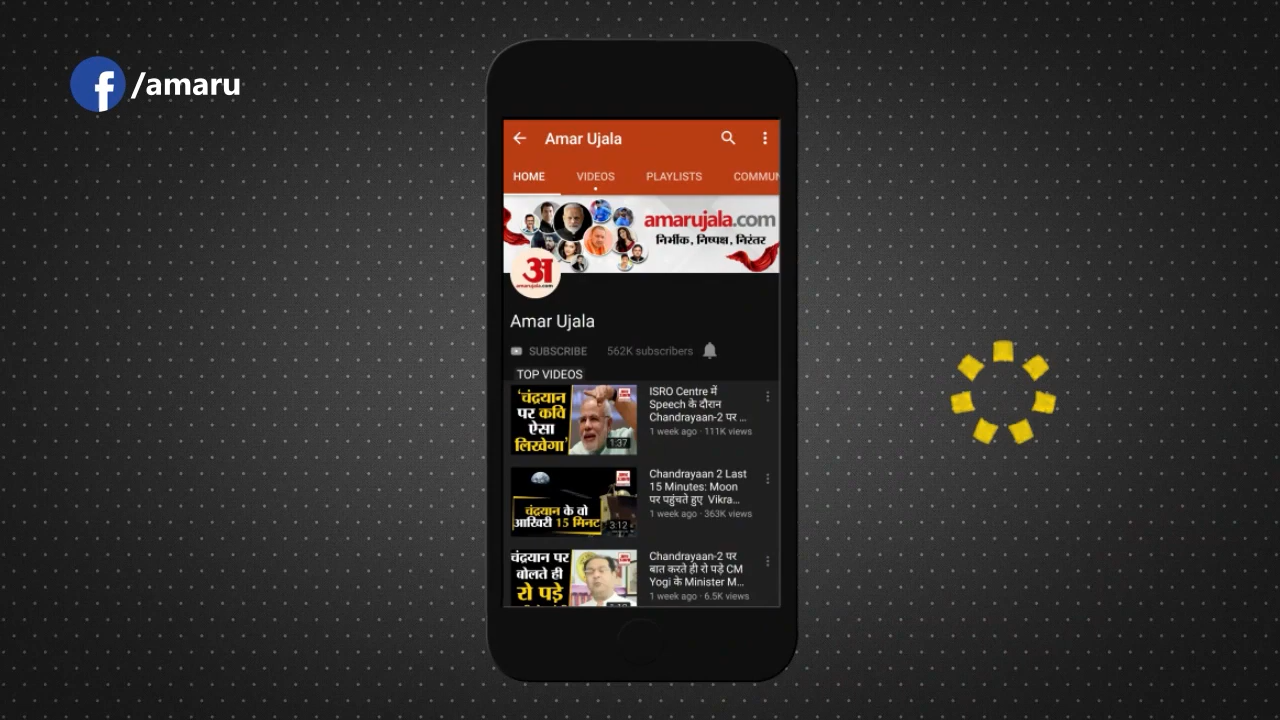 /amaru
Amar Ujala
HOME VIDEOS PLAYLISTS COMMUN
amarujala.com
निर्भीक, निष्पक्ष, निरंतर
अ
amarujala.com
Amar Ujala
SUBSCRIBE 562K subscribers
TOP VIDEOS
'चंद्रयान
पर कवि
ऐसा
लिखेगा'
1:37
ISRO Centre में
Speech के दौरान
Chandrayaan-2 पर ...
1 week ago · 111K views
चंद्रयान के वो
आखिरी 15 मिनट
3:12
Chandrayaan 2 Last
15 Minutes: Moon
पर पहुंचते हुए Vikra...
1 week ago · 363K views
चंद्रयान पर
बोलते ही
रो पड़े
Chandrayaan-2 पर
बात करते ही रो पड़े CM
Yogi के Minister M...
1 week ago · 6.5K views